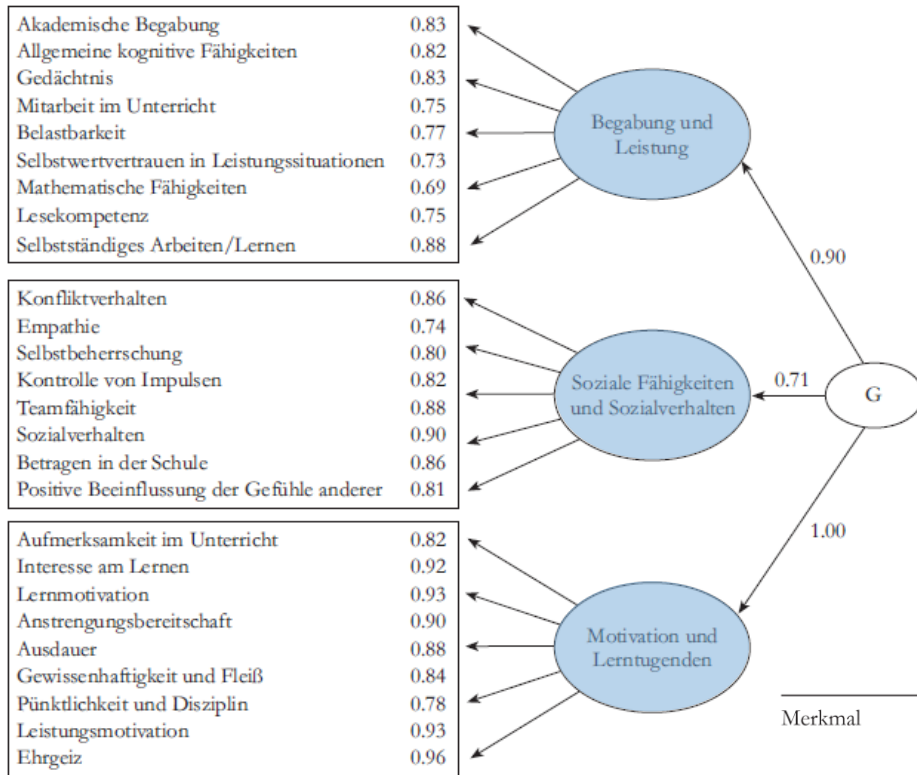 Akademische Begabung 0.83
Allgemeine kognitive Fähigkeiten 0.82
Gedächtnis 0.83
Mitarbeit im Unterricht 0.75
Belastbarkeit 0.77
Selbstwertvertrauen in Leistungssituationen 0.73
Mathematische Fähigkeiten 0.69
Lesekompetenz 0.75
Selbstständiges Arbeiten/Lernen 0.88
Begabung und
Leistung
0.90
Konfliktverhalten 0.86
Empathie 0.74
Selbstbeherrschung 0.80
Kontrolle von Impulsen 0.82
Teamfähigkeit 0.88
Sozialverhalten 0.90
Betragen in der Schule 0.86
Positive Beeinflussung der Gefühle anderer 0.81
Soziale Fähigkeiten
und Sozialverhalten
0.71
G
Aufmerksamkeit im Unterricht 0.82
Interesse am Lernen 0.92
Lernmotivation 0.93
Anstrengungsbereitschaft 0.90
Ausdauer 0.88
Gewissenhaftigkeit und Fleiß 0.84
Pünktlichkeit und Disziplin 0.78
Leistungsmotivation 0.93
Ehrgeiz 0.96
Motivation und
Lerntugenden
1.00
Merkmal